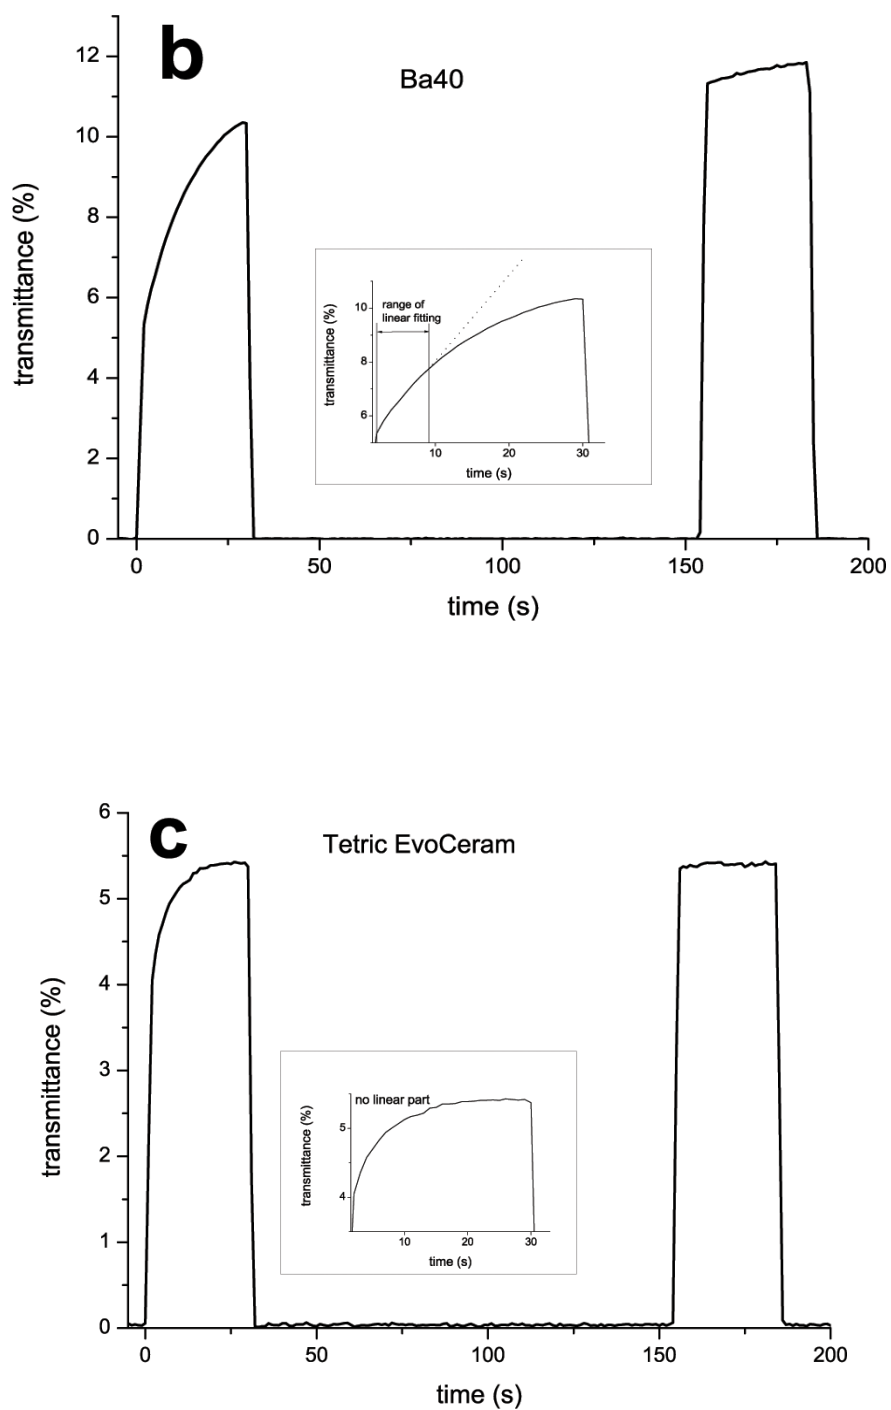 b
Ba40
12
10
8
6
4
2
0
transmittance (%)
0
50
100
150
200
time (s)
range of
linear fitting
10
8
6
transmittance (%)
10
20
30
time (s)
c
Tetric EvoCeram
6
5
4
3
2
1
0
transmittance (%)
0
50
100
150
200
time (s)
no linear part
5
4
transmittance (%)
10
20
30
time (s)